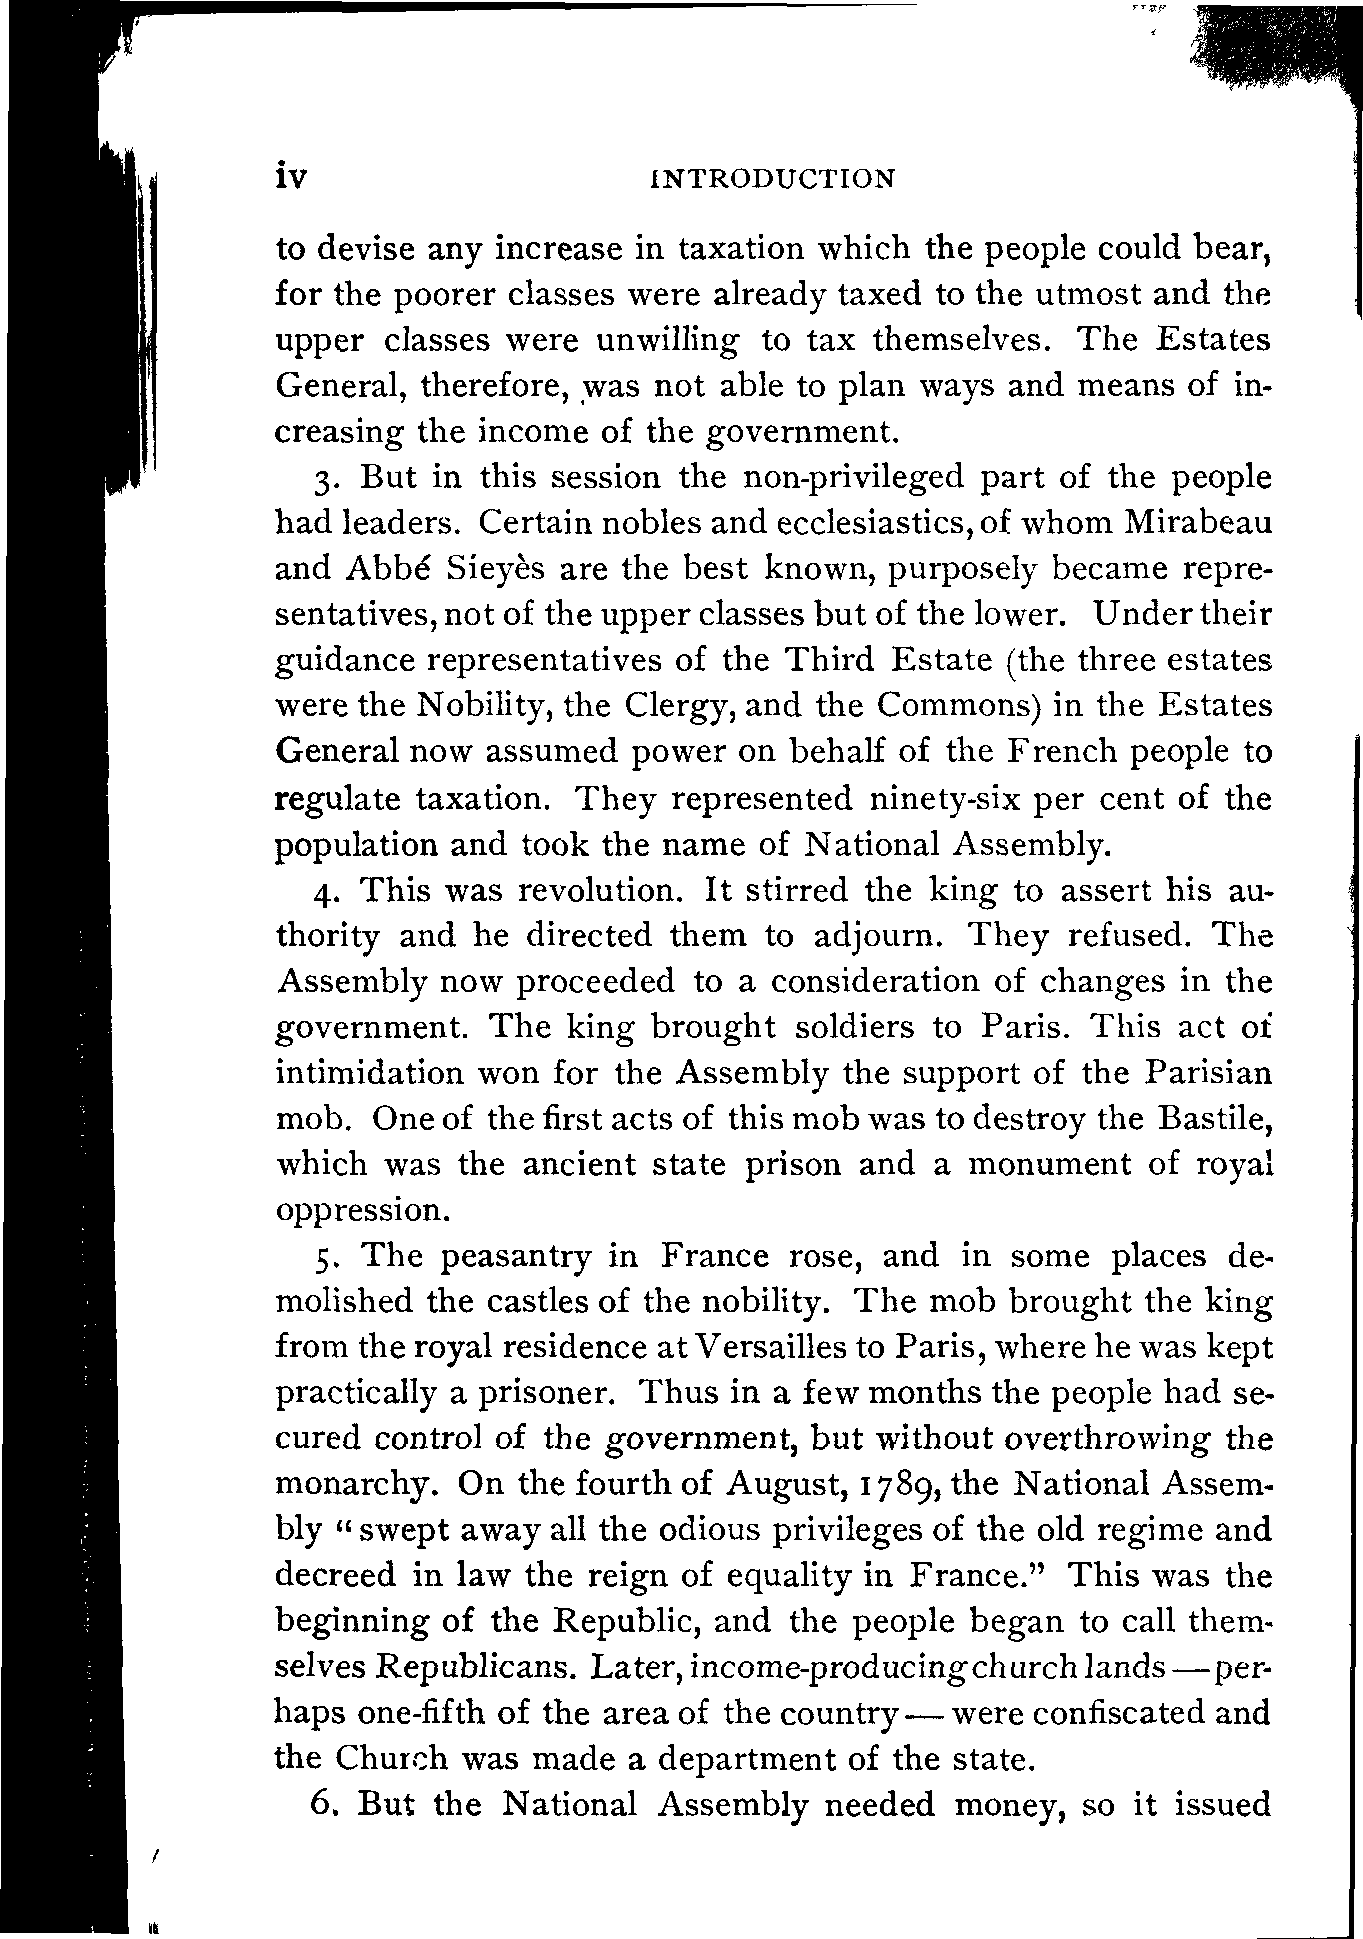 iv INTRODUCTION
to devise any increase in taxation which the people could bear,
for the poorer classes were already taxed to the utmost and the
upper classes were unwilling to tax themselves. The Estates
General, therefore, was not able to plan ways and means of in-
creasing the income of the government.
3. But in this session the non-privileged part of the people
had leaders. Certain nobles and ecclesiastics, of whom Mirabeau
and Abbé Sieyès are the best known, purposely became repre-
sentatives, not of the upper classes but of the lower. Under their
guidance representatives of the Third Estate (the three estates
were the Nobility, the Clergy, and the Commons) in the Estates
General now assumed power on behalf of the French people to
regulate taxation. They represented ninety-six per cent of the
population and took the name of National Assembly.
4. This was revolution. It stirred the king to assert his au-
thority and he directed them to adjourn. They refused. The
Assembly now proceeded to a consideration of changes in the
government. The king brought soldiers to Paris. This act of
intimidation won for the Assembly the support of the Parisian
mob. One of the first acts of this mob was to destroy the Bastile,
which was the ancient state prison and a monument of royal
oppression.
5. The peasantry in France rose, and in some places de-
molished the castles of the nobility. The mob brought the king
from the royal residence at Versailles to Paris, where he was kept
practically a prisoner. Thus in a few months the people had se-
cured control of the government, but without overthrowing the
monarchy. On the fourth of August, 1789, the National Assem-
bly “swept away all the odious privileges of the old regime and
decreed in law the reign of equality in France.” This was the
beginning of the Republic, and the people began to call them-
selves Republicans. Later, income-producing church lands — per-
haps one-fifth of the area of the country — were confiscated and
the Church was made a department of the state.
6. But the National Assembly needed money, so it issued